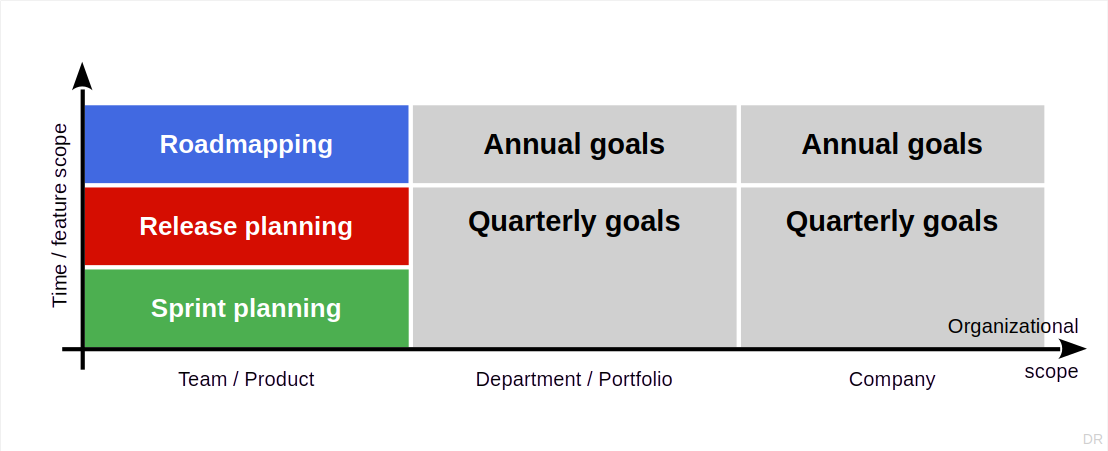 Time / feature scope
Roadmapping
Annual goals
Annual goals
Release planning
Quarterly goals
Quarterly goals
Sprint planning
Organizational
scope
Team / Product
Department / Portfolio
Company
DR